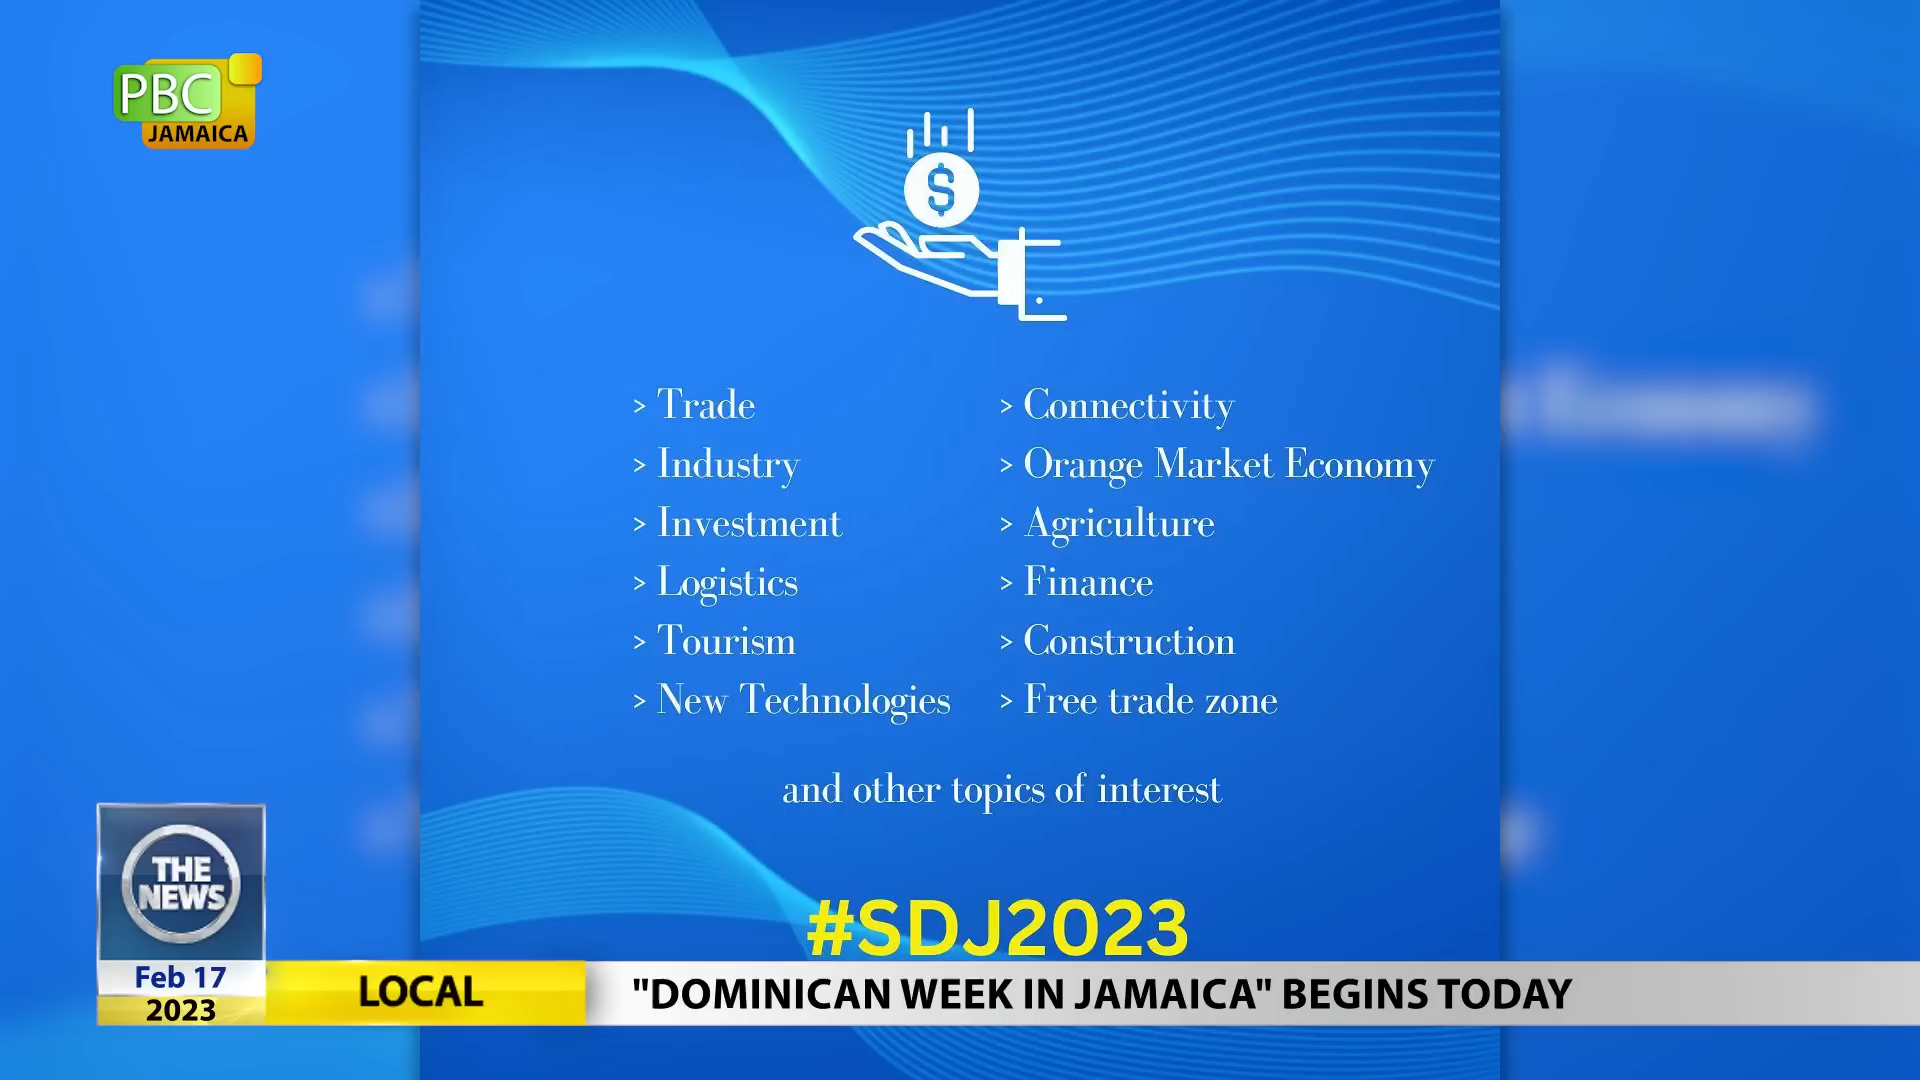 PBC
JAMAICA
$
> Trade
> Industry
> Investment
> Logistics
> Tourism
> New Technologies
> Connectivity
> Orange Market Economy
> Agriculture
> Finance
> Construction
> Free trade zone
and other topics of interest
#SDJ2023
THE
NEWS
Feb 17
2023
LOCAL
"DOMINICAN WEEK IN JAMAICA" BEGINS TODAY